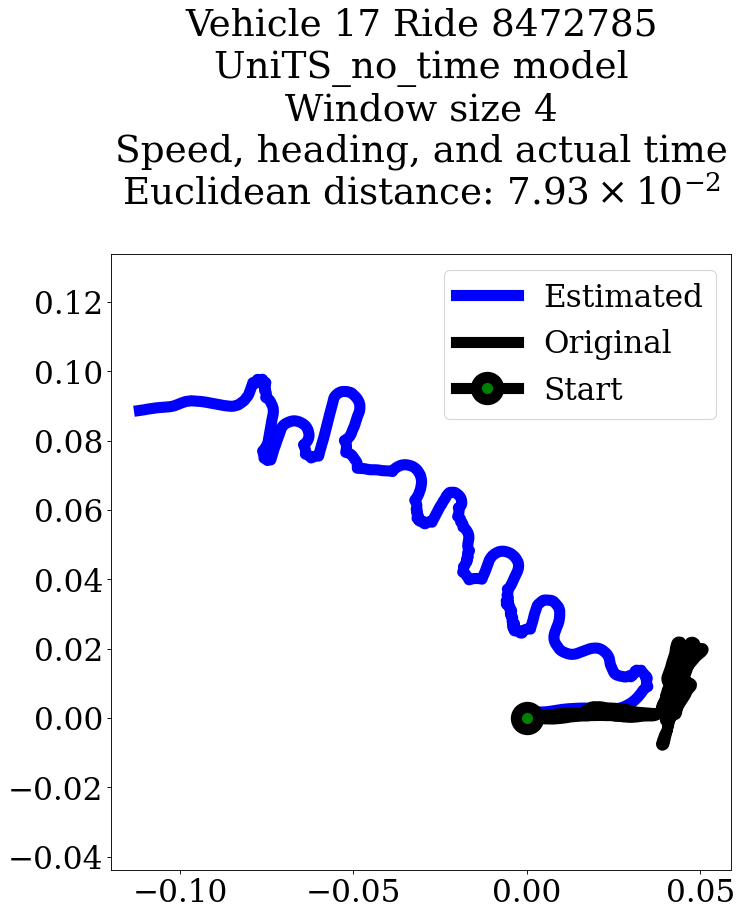 Vehicle 17 Ride 8472785
UniTS_no_time model
Window size 4
Speed, heading, and actual time
Euclidean distance: 7.93 × 10⁻²
Estimated
Original
Start
0.12
0.10
0.08
0.06
0.04
0.02
0.00
−0.02
−0.04
−0.10
−0.05
0.00
0.05